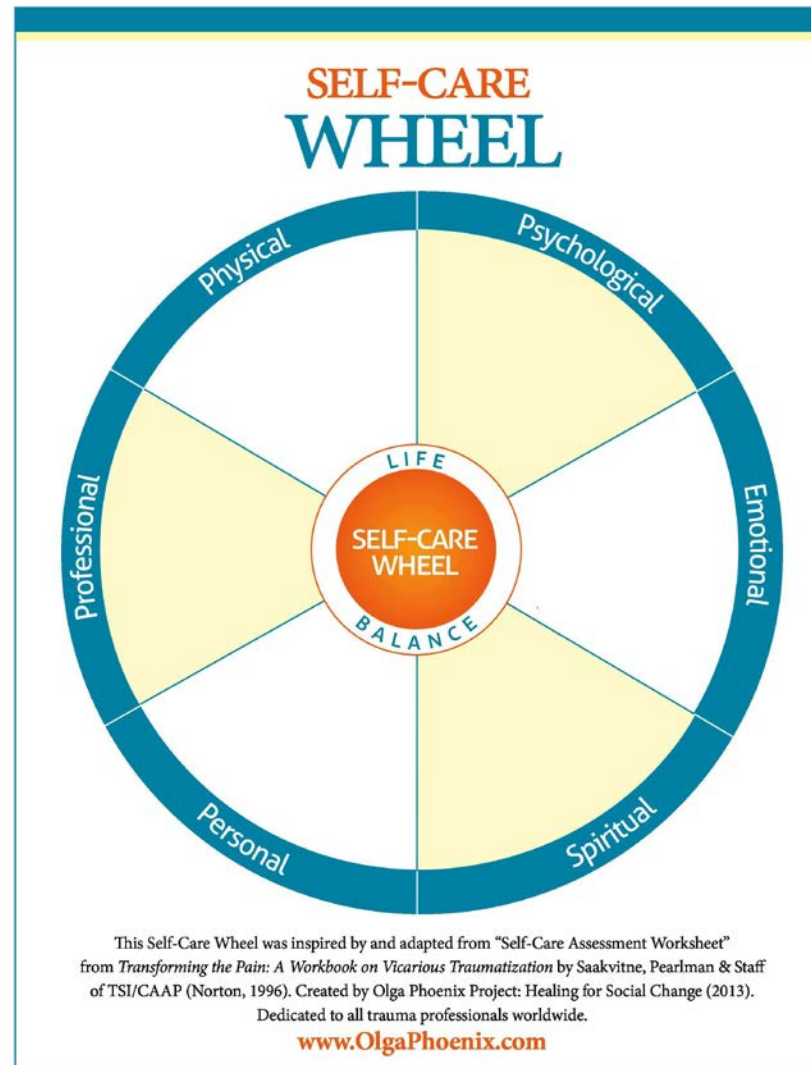 SELF-CARE
WHEEL
Physical
Psychological
Professional
Emotional
LIFE
SELF-CARE
WHEEL
BALANCE
Personal
Spiritual
This Self-Care Wheel was inspired by and adapted from “Self-Care Assessment Worksheet”
from Transforming the Pain: A Workbook on Vicarious Traumatization by Saakvitne, Pearlman & Staff
of TSI/CAAP (Norton, 1996). Created by Olga Phoenix Project: Healing for Social Change (2013).
Dedicated to all trauma professionals worldwide.
www.OlgaPhoenix.com